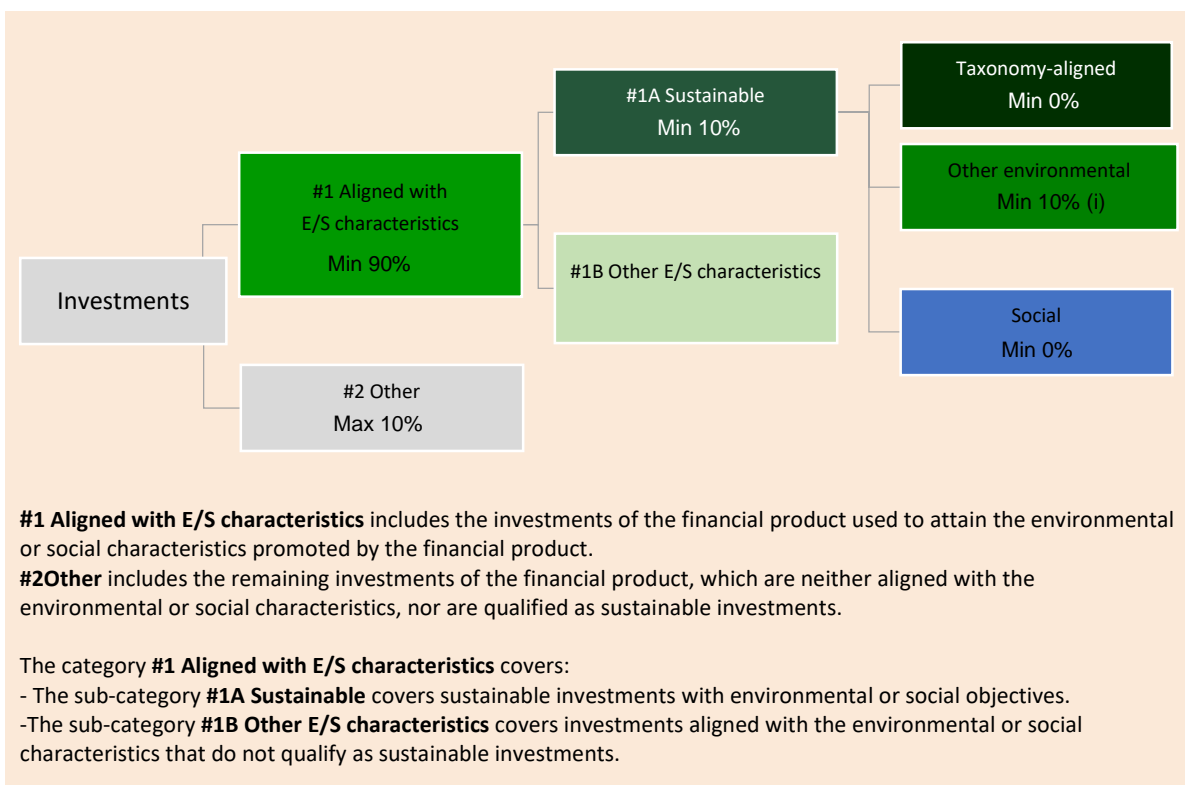 Investments
#1 Aligned with
E/S characteristics
Min 90%
#2 Other
Max 10%
#1A Sustainable
Min 10%
#1B Other E/S characteristics
Taxonomy-aligned
Min 0%
Other environmental
Min 10% (i)
Social
Min 0%
#1 Aligned with E/S characteristics includes the investments of the financial product used to attain the environmental
or social characteristics promoted by the financial product.
#2Other includes the remaining investments of the financial product, which are neither aligned with the
environmental or social characteristics, nor are qualified as sustainable investments.
The category #1 Aligned with E/S characteristics covers:
- The sub-category #1A Sustainable covers sustainable investments with environmental or social objectives.
-The sub-category #1B Other E/S characteristics covers investments aligned with the environmental or social
characteristics that do not qualify as sustainable investments.